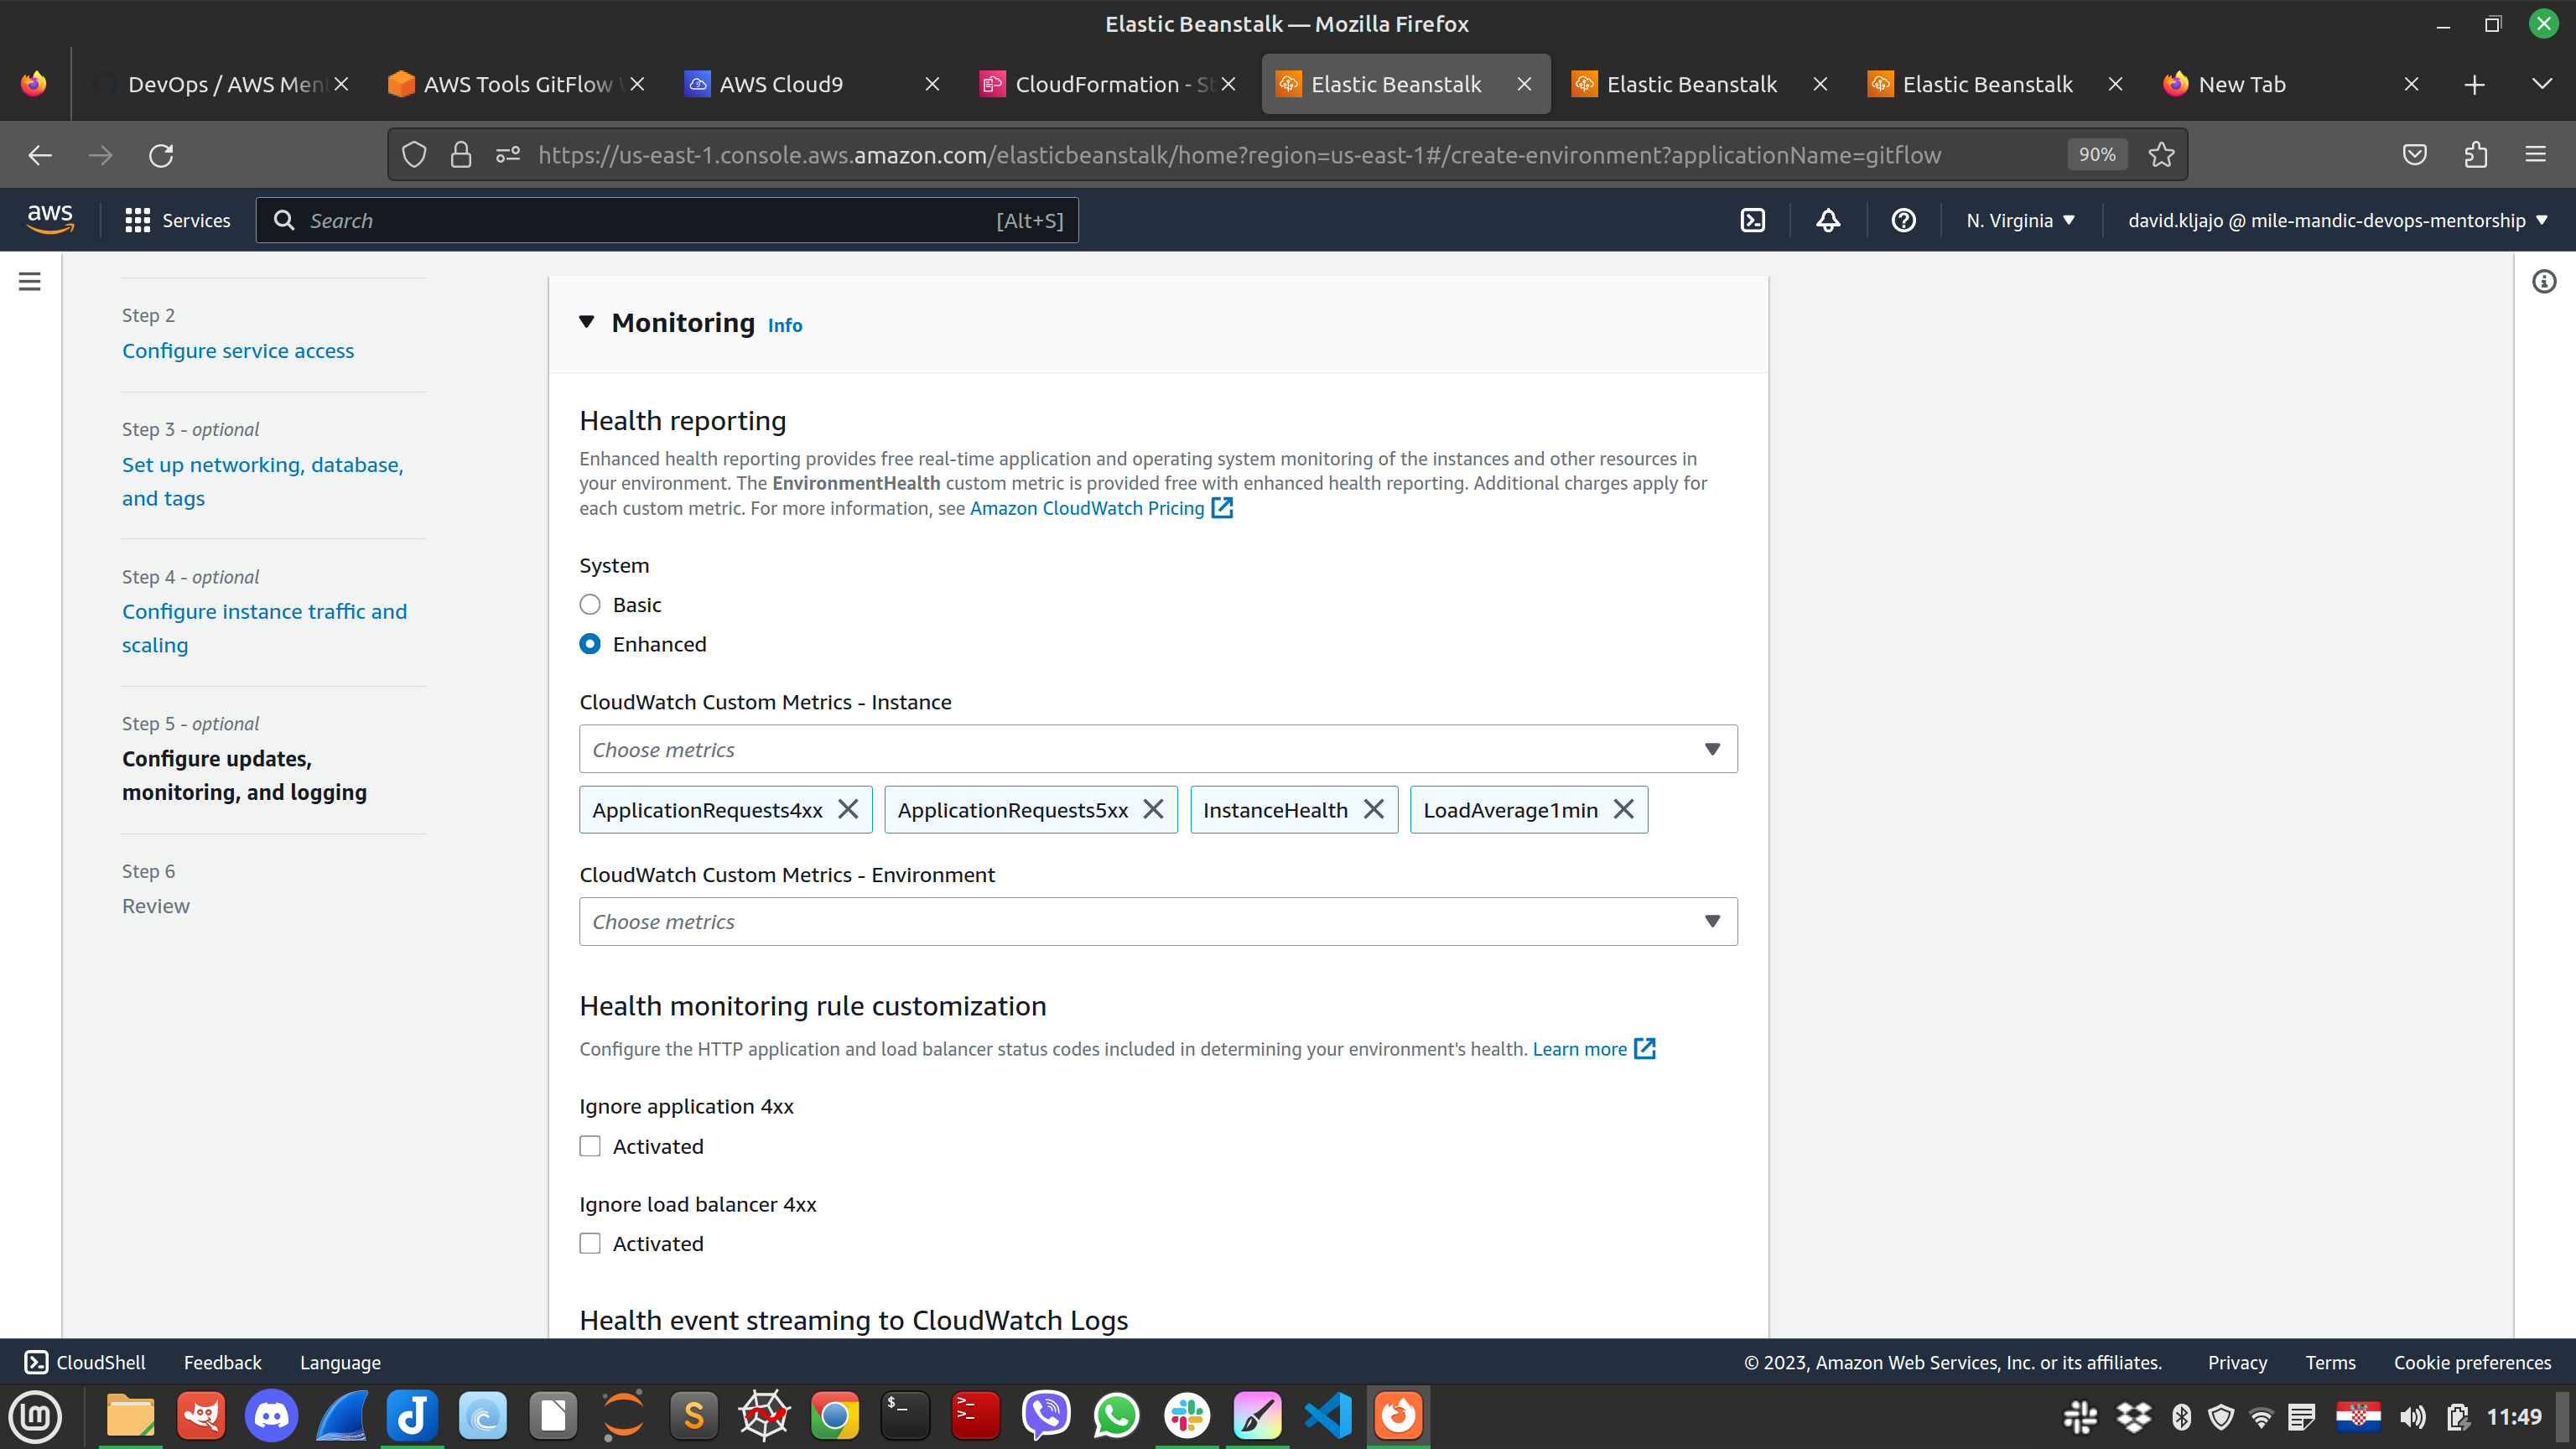 Elastic Beanstalk — Mozilla Firefox
DevOps / AWS Ment
AWS Tools GitFlow
AWS Cloud9
CloudFormation - St
Elastic Beanstalk
Elastic Beanstalk
Elastic Beanstalk
New Tab
https://us-east-1.console.aws.amazon.com/elasticbeanstalk/home?region=us-east-1#/create-environment?applicationName=gitflow
90%
aws
Services
Search
[Alt+S]
N. Virginia
david.kljajo @ mile-mandic-devops-mentorship
Step 2
Configure service access
Step 3 - optional
Set up networking, database,
and tags
Step 4 - optional
Configure instance traffic and
scaling
Step 5 - optional
Configure updates,
monitoring, and logging
Step 6
Review
Monitoring Info
Health reporting
Enhanced health reporting provides free real-time application and operating system monitoring of the instances and other resources in
your environment. The EnvironmentHealth custom metric is provided free with enhanced health reporting. Additional charges apply for
each custom metric. For more information, see Amazon CloudWatch Pricing
System
Basic
Enhanced
CloudWatch Custom Metrics - Instance
Choose metrics
ApplicationRequests4xx
ApplicationRequests5xx
InstanceHealth
LoadAverage1min
CloudWatch Custom Metrics - Environment
Choose metrics
Health monitoring rule customization
Configure the HTTP application and load balancer status codes included in determining your environment's health. Learn more
Ignore application 4xx
Activated
Ignore load balancer 4xx
Activated
Health event streaming to CloudWatch Logs
CloudShell
Feedback
Language
© 2023, Amazon Web Services, Inc. or its affiliates.
Privacy
Terms
Cookie preferences
11:49